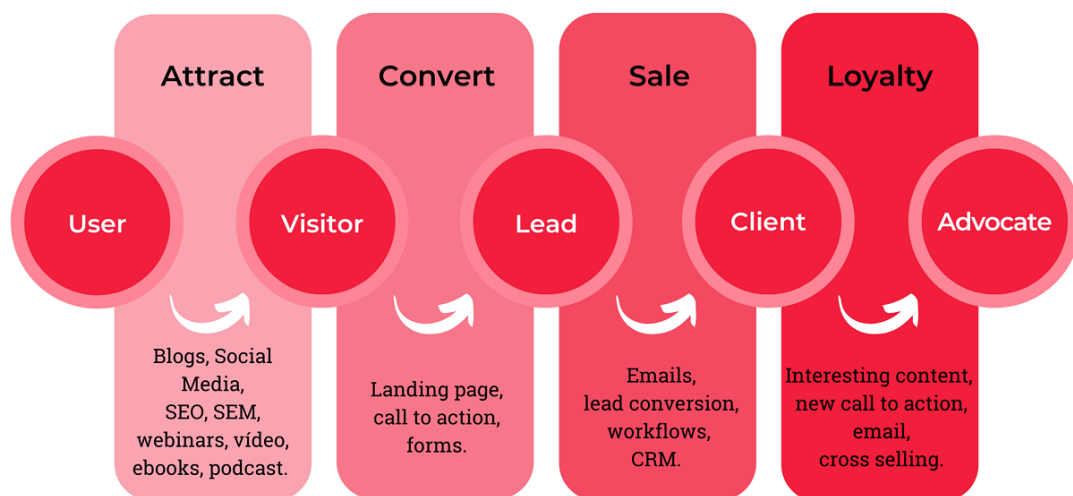 Attract
Convert
Sale
Loyalty
User
Visitor
Lead
Client
Advocate
Blogs, Social
Media,
SEO, SEM,
webinars, vídeo,
ebooks, podcast.
Landing page,
call to action,
forms.
Emails,
lead conversion,
workflows,
CRM.
Interesting content,
new call to action,
email,
cross selling.